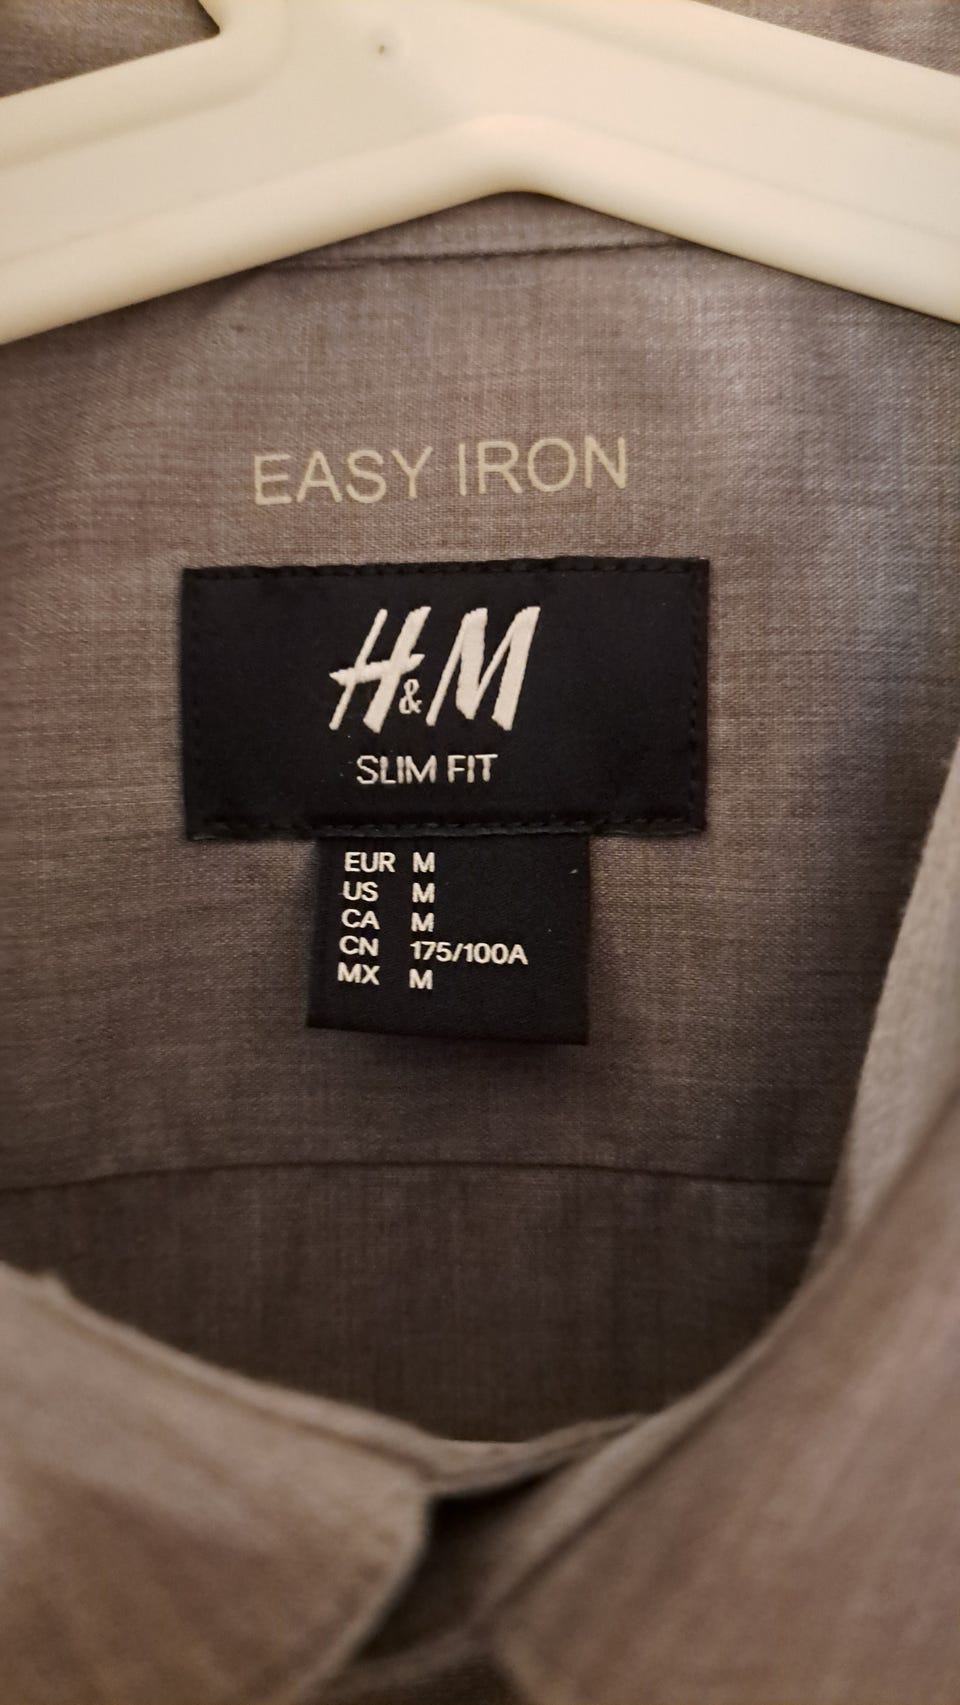 EASY IRON
H&M
SLIM FIT
EUR M
US M
CA M
CN 175/100A
MX M